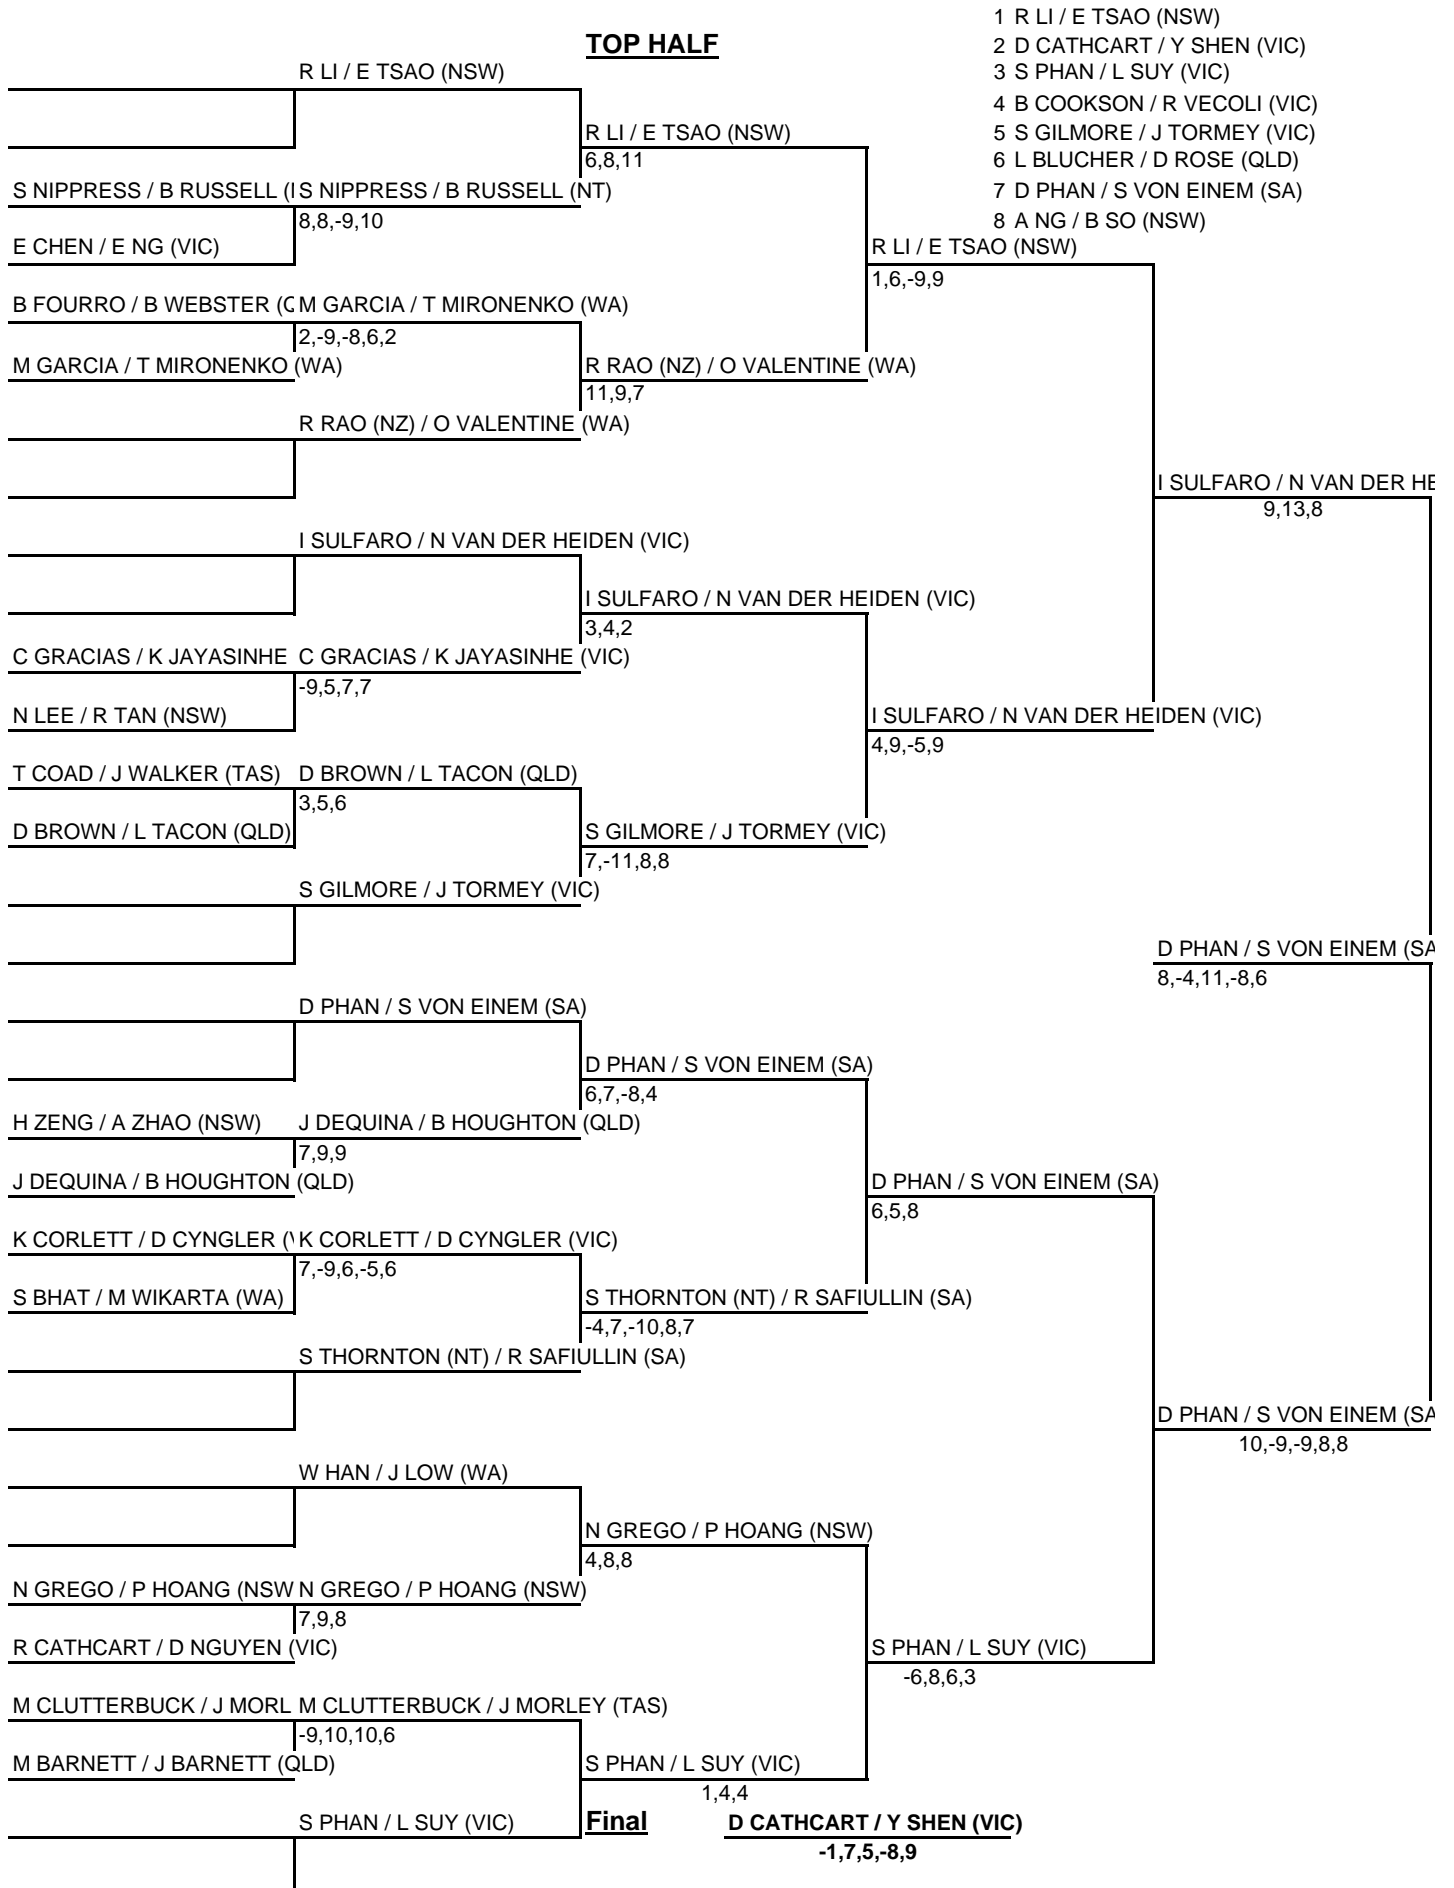 1 R LI / E TSAO (NSW)
TOP HALF
2 D CATHCART / Y SHEN (VIC)
R LI / E TSAO (NSW)
3 S PHAN / L SUY (VIC)
4 B COOKSON / R VECOLI (VIC)
R LI / E TSAO (NSW)
5 S GILMORE / J TORMEY (VIC)
6,8,11
6 L BLUCHER / D ROSE (QLD)
S NIPPRESS / B RUSSELL (
S NIPPRESS / B RUSSELL (NT)
7 D PHAN / S VON EINEM (SA)
8,8,-9,10
8 A NG / B SO (NSW)
E CHEN / E NG (VIC)
R LI / E TSAO (NSW)
1,6,-9,9
B FOURRO / B WEBSTER (
M GARCIA / T MIRONENKO (WA)
2,-9,-8,6,2
M GARCIA / T MIRONENKO (WA)
R RAO (NZ) / O VALENTINE (WA)
11,9,7
R RAO (NZ) / O VALENTINE (WA)
I SULFARO / N VAN DER HE
9,13,8
I SULFARO / N VAN DER HEIDEN (VIC)
I SULFARO / N VAN DER HEIDEN (VIC)
3,4,2
C GRACIAS / K JAYASINHE
C GRACIAS / K JAYASINHE (VIC)
-9,5,7,7
N LEE / R TAN (NSW)
I SULFARO / N VAN DER HEIDEN (VIC)
4,9,-5,9
T COAD / J WALKER (TAS)
D BROWN / L TACON (QLD)
3,5,6
D BROWN / L TACON (QLD)
S GILMORE / J TORMEY (VIC)
7,-11,8,8
S GILMORE / J TORMEY (VIC)
D PHAN / S VON EINEM (SA
8,-4,11,-8,6
D PHAN / S VON EINEM (SA)
D PHAN / S VON EINEM (SA)
6,7,-8,4
H ZENG / A ZHAO (NSW)
J DEQUINA / B HOUGHTON (QLD)
7,9,9
J DEQUINA / B HOUGHTON (QLD)
D PHAN / S VON EINEM (SA)
6,5,8
K CORLETT / D CYNGLER (
K CORLETT / D CYNGLER (VIC)
7,-9,6,-5,6
S BHAT / M WIKARTA (WA)
S THORNTON (NT) / R SAFIULLIN (SA)
-4,7,-10,8,7
S THORNTON (NT) / R SAFIULLIN (SA)
D PHAN / S VON EINEM (SA
10,-9,-9,8,8
W HAN / J LOW (WA)
N GREGO / P HOANG (NSW)
4,8,8
N GREGO / P HOANG (NSW
N GREGO / P HOANG (NSW)
7,9,8
R CATHCART / D NGUYEN (VIC)
S PHAN / L SUY (VIC)
-6,8,6,3
M CLUTTERBUCK / J MORL
M CLUTTERBUCK / J MORLEY (TAS)
-9,10,10,6
M BARNETT / J BARNETT (QLD)
S PHAN / L SUY (VIC)
1,4,4
S PHAN / L SUY (VIC)
Final
D CATHCART / Y SHEN (VIC)
-1,7,5,-8,9